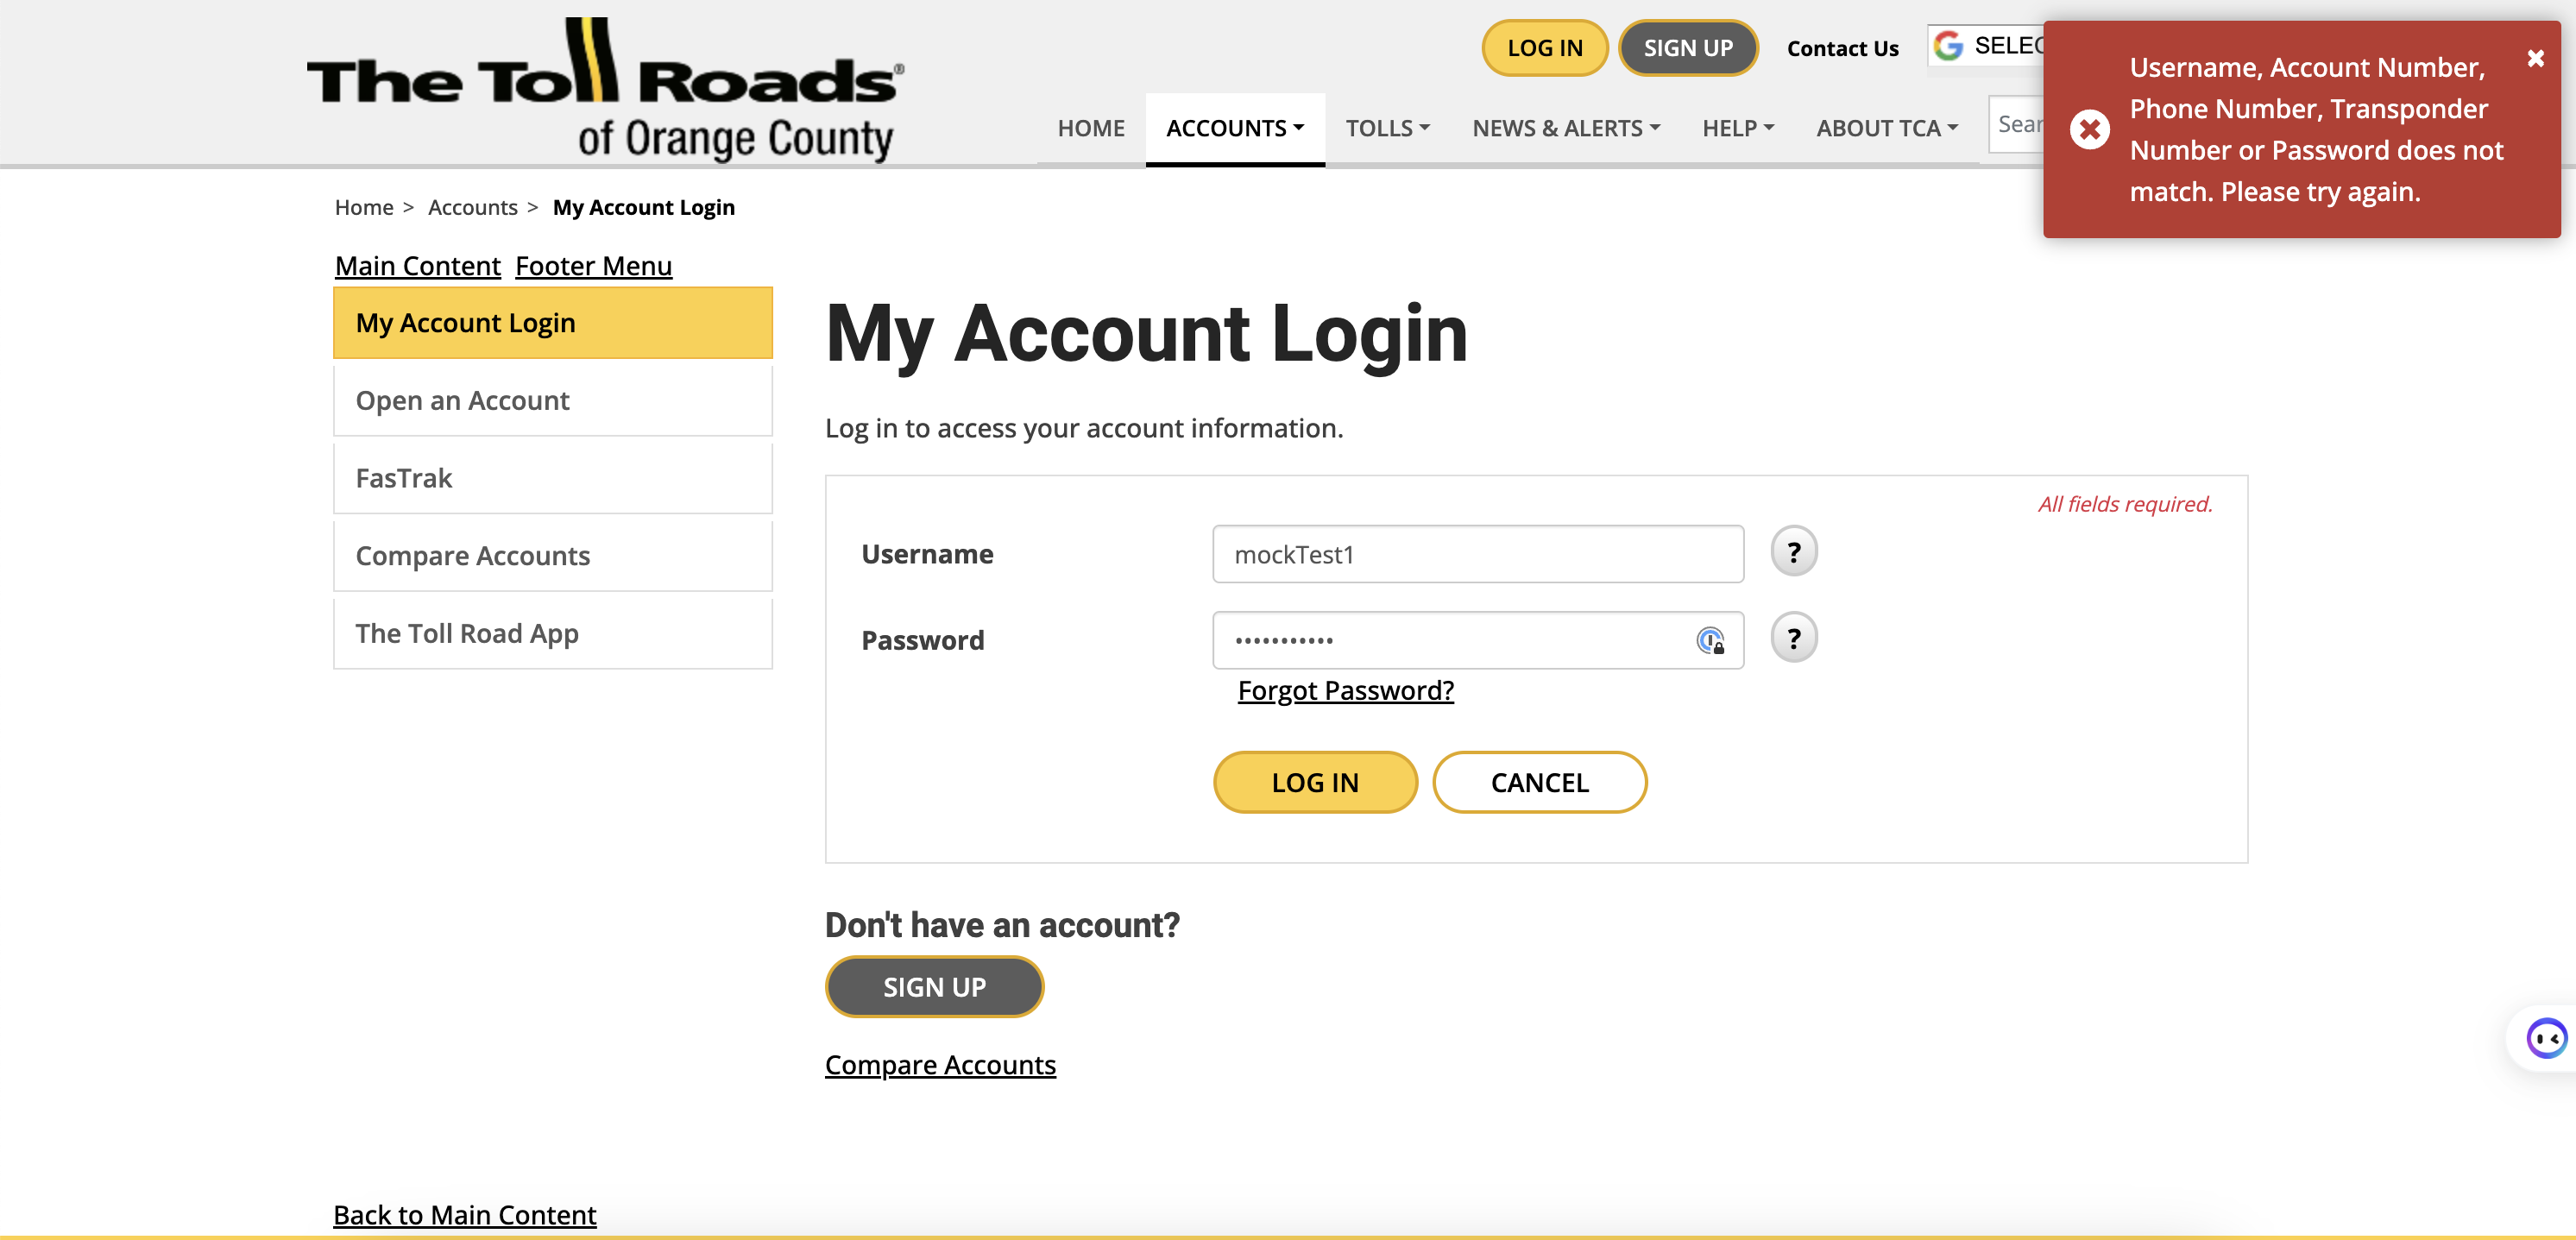 The Toll Roads®
of Orange County
LOG IN
SIGN UP
Contact Us
HOME
ACCOUNTS
TOLLS
NEWS & ALERTS
HELP
ABOUT TCA
Username, Account Number,
Phone Number, Transponder
Number or Password does not
match. Please try again.
Home > Accounts > My Account Login
Main Content Footer Menu
My Account Login
Open an Account
FasTrak
Compare Accounts
The Toll Road App
My Account Login
Log in to access your account information.
All fields required.
Username
mockTest1
?
Password
•••••••••••
?
Forgot Password?
LOG IN
CANCEL
Don't have an account?
SIGN UP
Compare Accounts
Back to Main Content